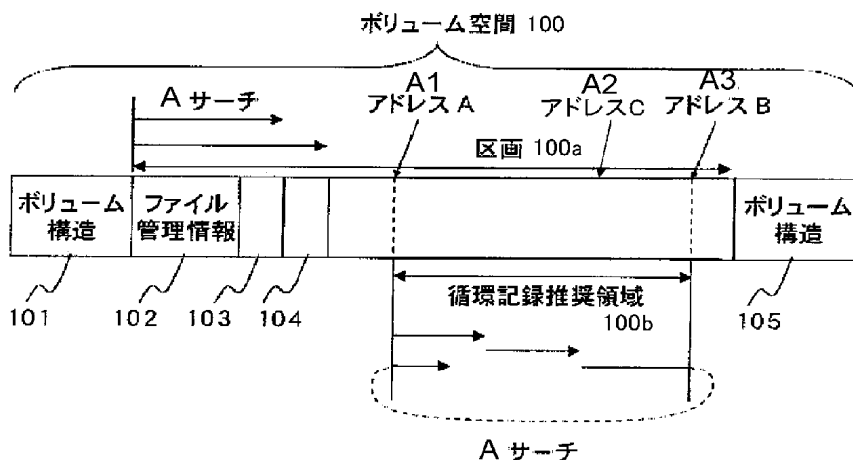 ボリューム空間 100
A サーチ
A1
アドレス A
A2
アドレスC
A3
アドレス B
区画 100a
ボリューム
構造
ファイル
管理情報
ボリューム
構造
101
102
103
104
循環記録推奨領域
100b
105
A サーチ